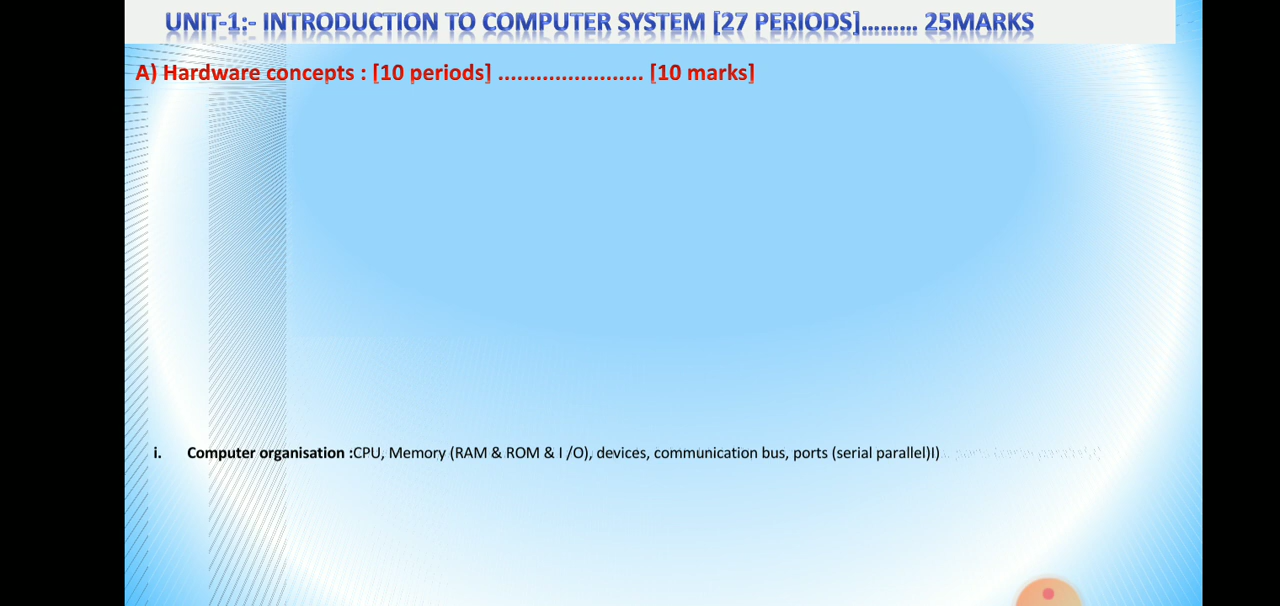 UNIT-1:- INTRODUCTION TO COMPUTER SYSTEM [27 PERIODS]......... 25MARKS
A) Hardware concepts : [10 periods] ....................... [10 marks]
i. Computer organisation :CPU, Memory (RAM & ROM & I /O), devices, communication bus, ports (serial parallel)I)